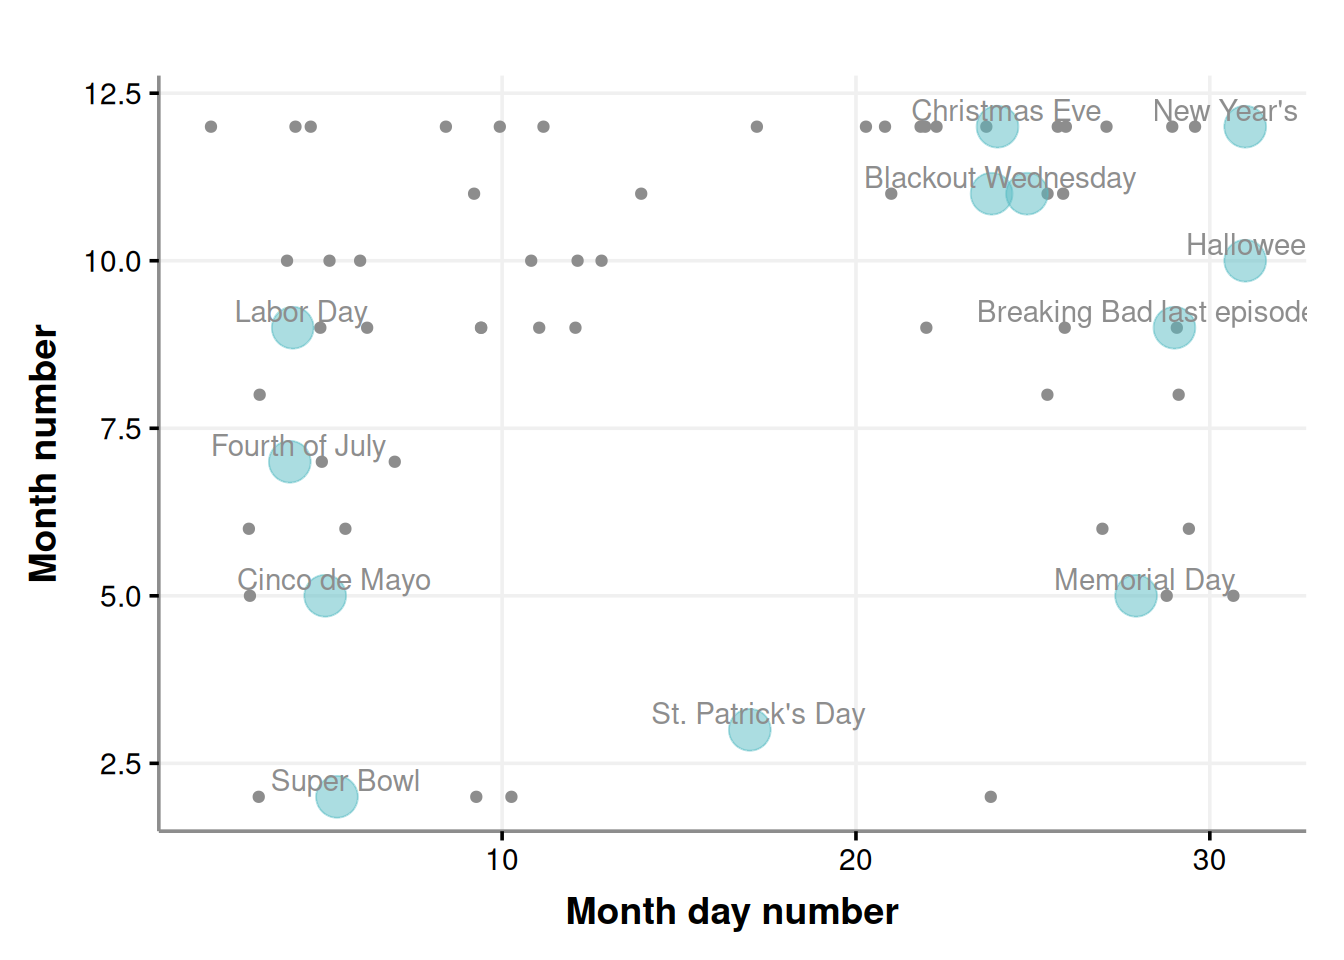 12.5
Christmas Eve
New Year's
Blackout Wednesday
10.0
Hallowee
Labor Day
Breaking Bad last episode
7.5
Fourth of July
Month number
Cinco de Mayo
Memorial Day
5.0
St. Patrick's Day
2.5
Super Bowl
10
20
30
Month day number